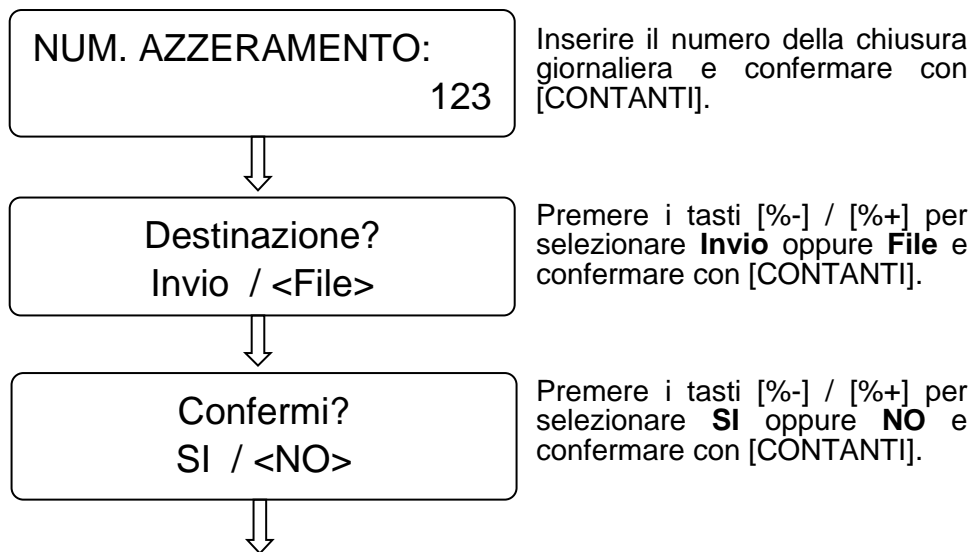 NUM. AZZERAMENTO:
123
Inserire il numero della chiusura
giornaliera e confermare con
[CONTANTI].
Destinazione?
Invio / <File>
Premere i tasti [%-] / [%+] per
selezionare Invio oppure File e
confermare con [CONTANTI].
Confermi?
SI / <NO>
Premere i tasti [%-] / [%+] per
selezionare SI oppure NO e
confermare con [CONTANTI].